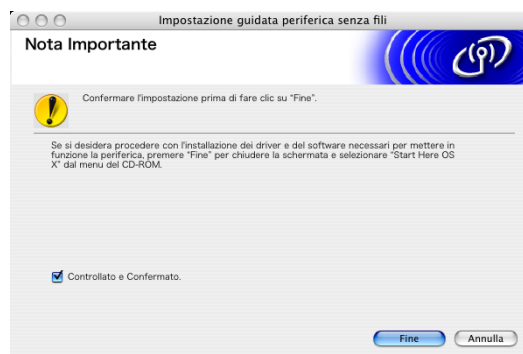 Impostazione guidata periferica senza fili
Nota Importante
Confermare l'impostazione prima di fare clic su "Fine".
Se si desidera procedere con l'installazione dei driver e del software necessari per mettere in
funzione la periferica, premere "Fine" per chiudere la schermata e selezionare "Start Here OS
X" dal menu del CD-ROM.
Controllato e Confermato.
Fine
Annulla